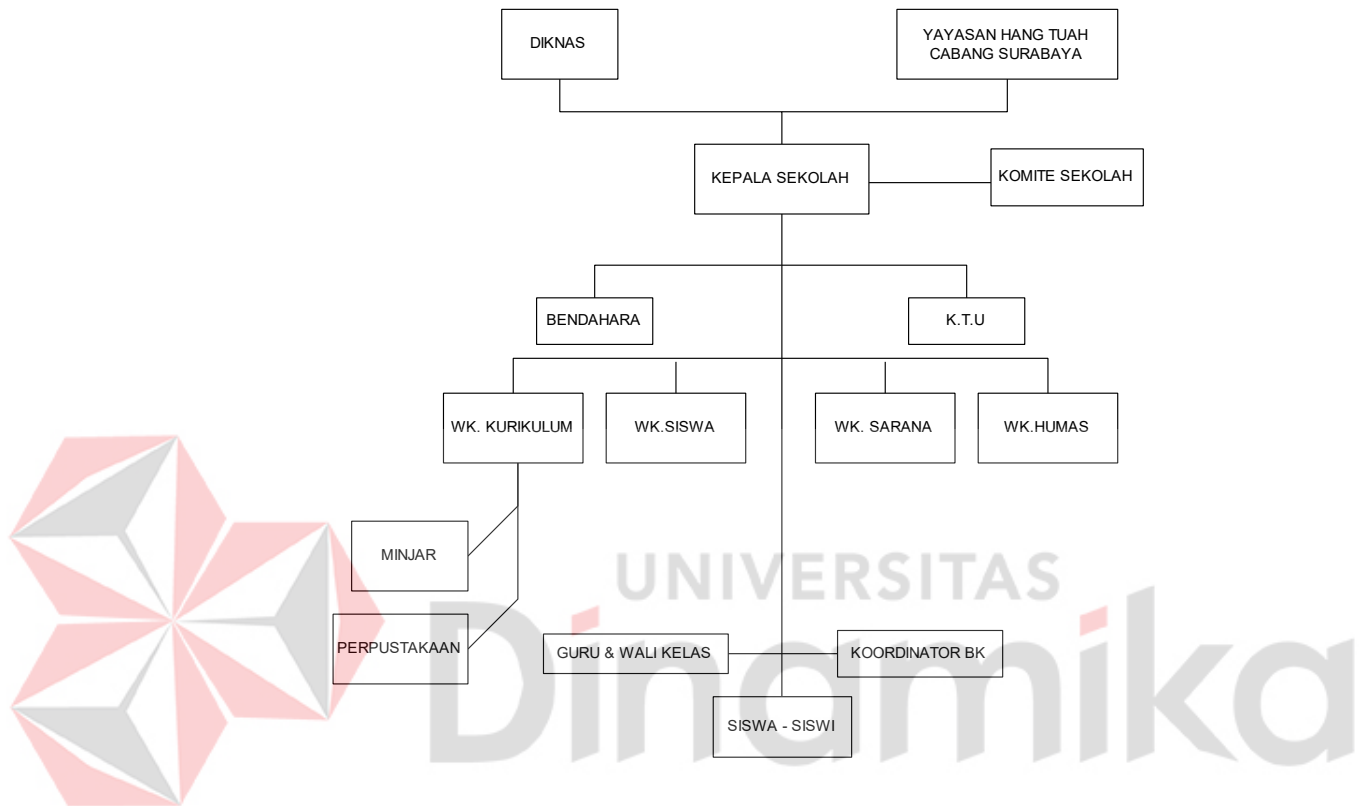 DIKNAS
YAYASAN HANG TUAH
CABANG SURABAYA
KEPALA SEKOLAH
KOMITE SEKOLAH
BENDAHARA
K.T.U
WK. KURIKULUM
WK.SISWA
WK. SARANA
WK.HUMAS
MINJAR
PERPUSTAKAAN
GURU & WALI KELAS
KOORDINATOR BK
SISWA - SISWI
UNIVERSITAS
Dinamika